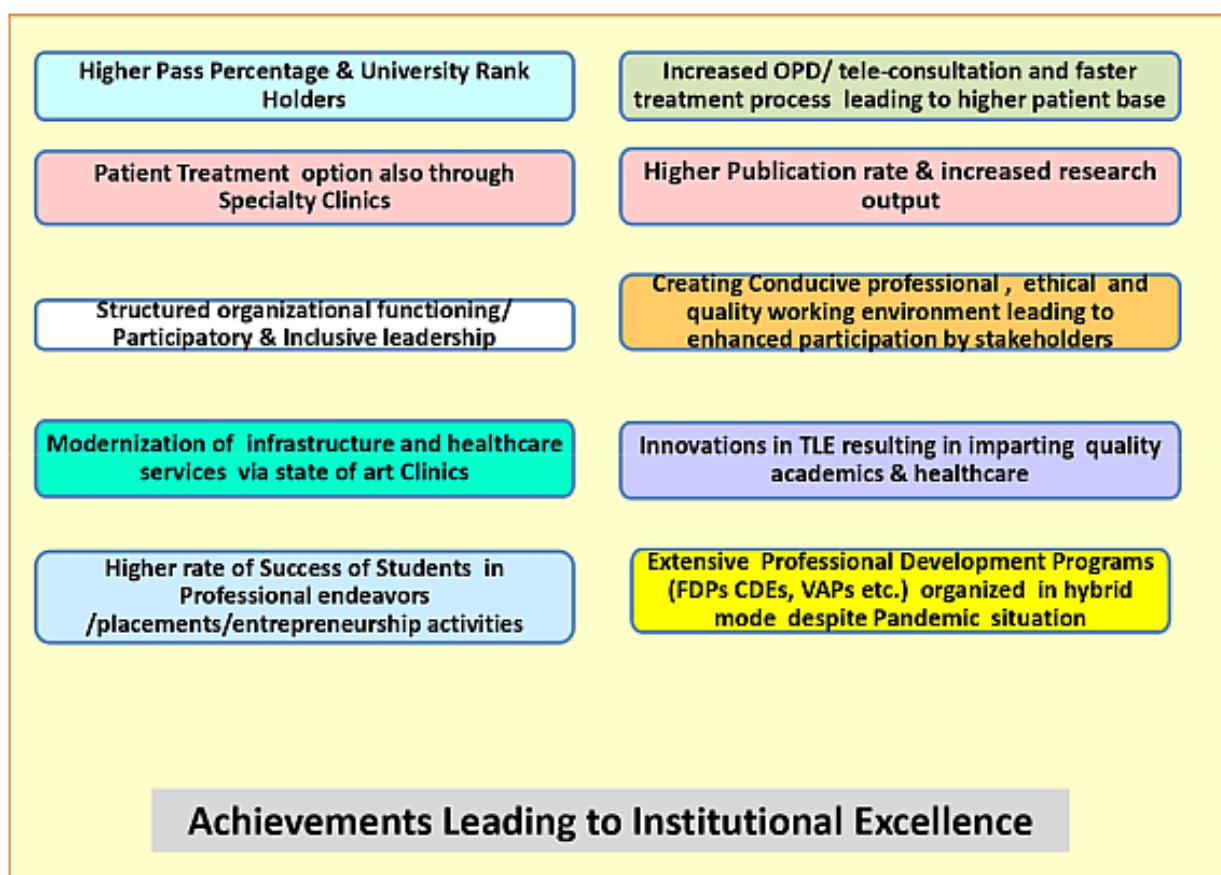 Higher Pass Percentage & University Rank
Holders
Increased OPD/ tele-consultation and faster
treatment process leading to higher patient base
Patient Treatment option also through
Specialty Clinics
Higher Publication rate & increased research
output
Structured organizational functioning/
Participatory & Inclusive leadership
Creating Conducive professional , ethical and
quality working environment leading to
enhanced participation by stakeholders
Modernization of infrastructure and healthcare
services via state of art Clinics
Innovations in TLE resulting in imparting quality
academics & healthcare
Higher rate of Success of Students in
Professional endeavors
/placements/entrepreneurship activities
Extensive Professional Development Programs
(FDPs CDEs, VAPs etc.) organized in hybrid
mode despite Pandemic situation
Achievements Leading to Institutional Excellence